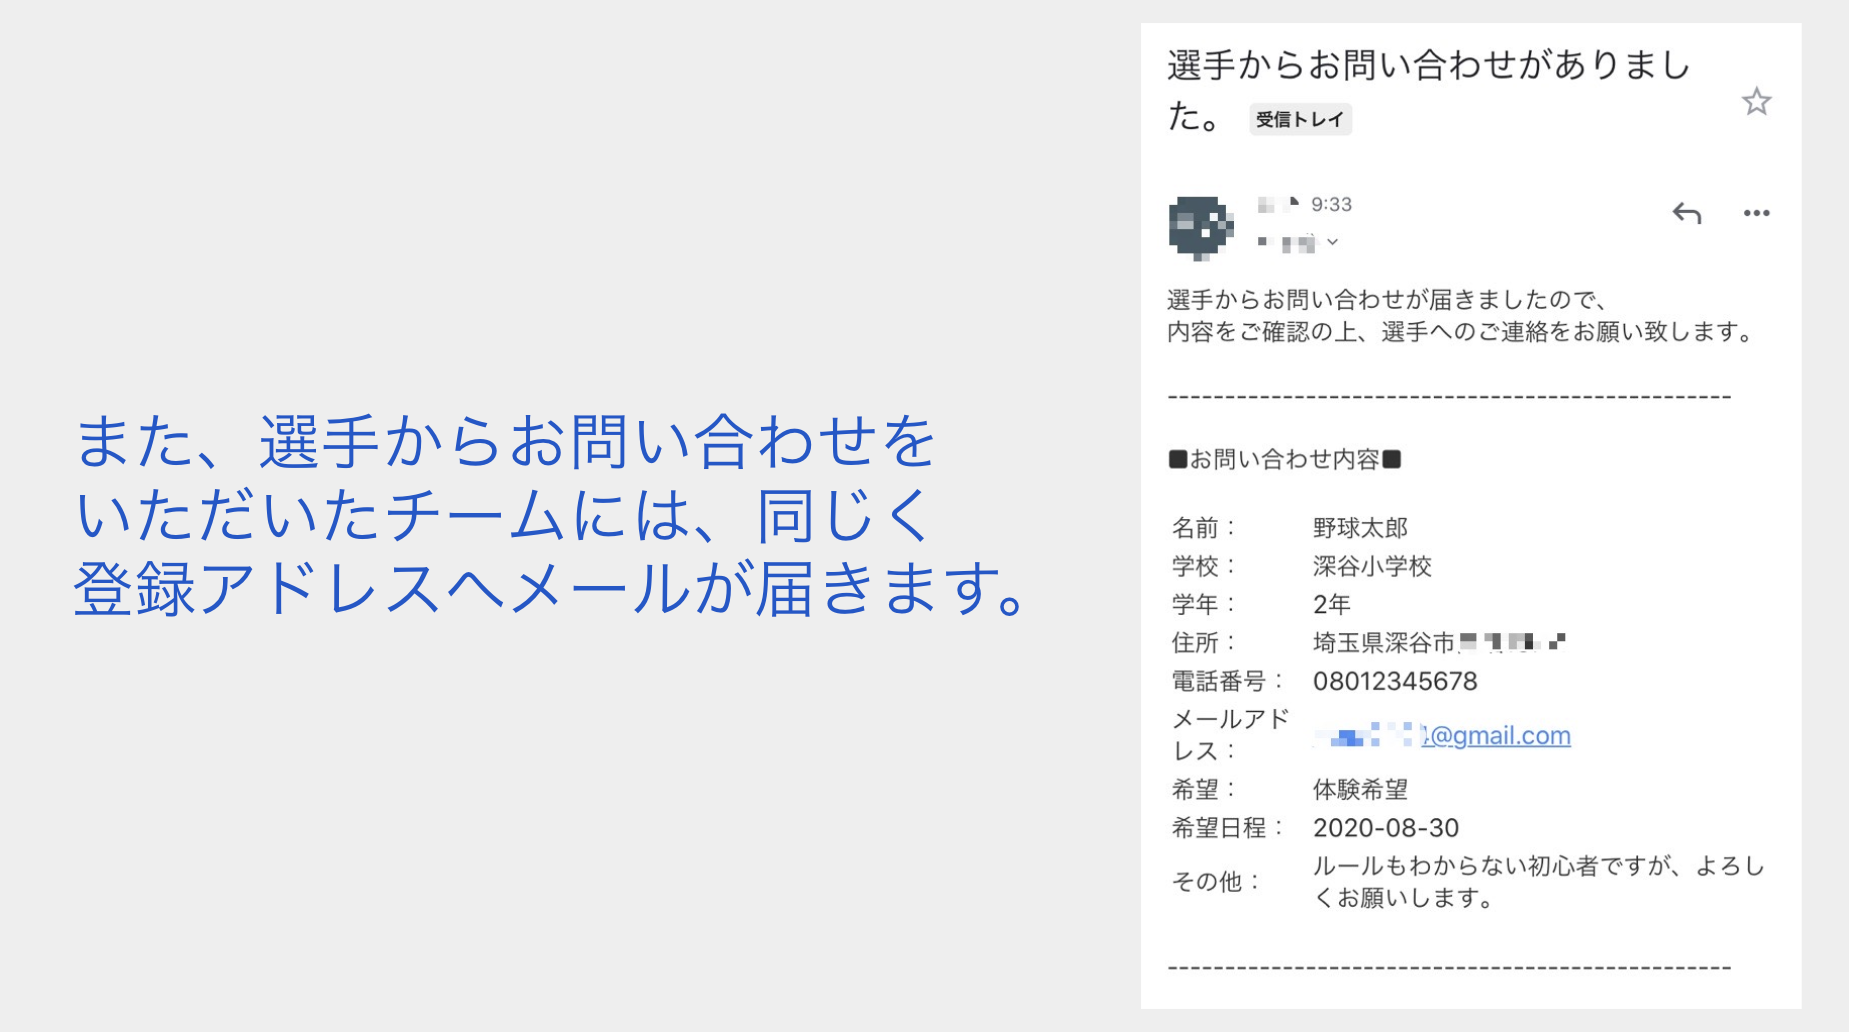 また、選手からお問い合わせを
いただいたチームには、同じく
登録アドレスへメールが届きます。
選手からお問い合わせがありまし
た。 受信トレイ
9:33
選手からお問い合わせが届きましたので、
内容をご確認の上、選手へのご連絡をお願い致します。
-------------------------------------------------
■お問い合わせ内容■
名前： 野球太郎
学校： 深谷小学校
学年： 2年
住所： 埼玉県深谷市
電話番号： 08012345678
メールアド
レス： @gmail.com
希望： 体験希望
希望日程： 2020-08-30
その他： ルールもわからない初心者ですが、よろし
くお願いします。
-------------------------------------------------